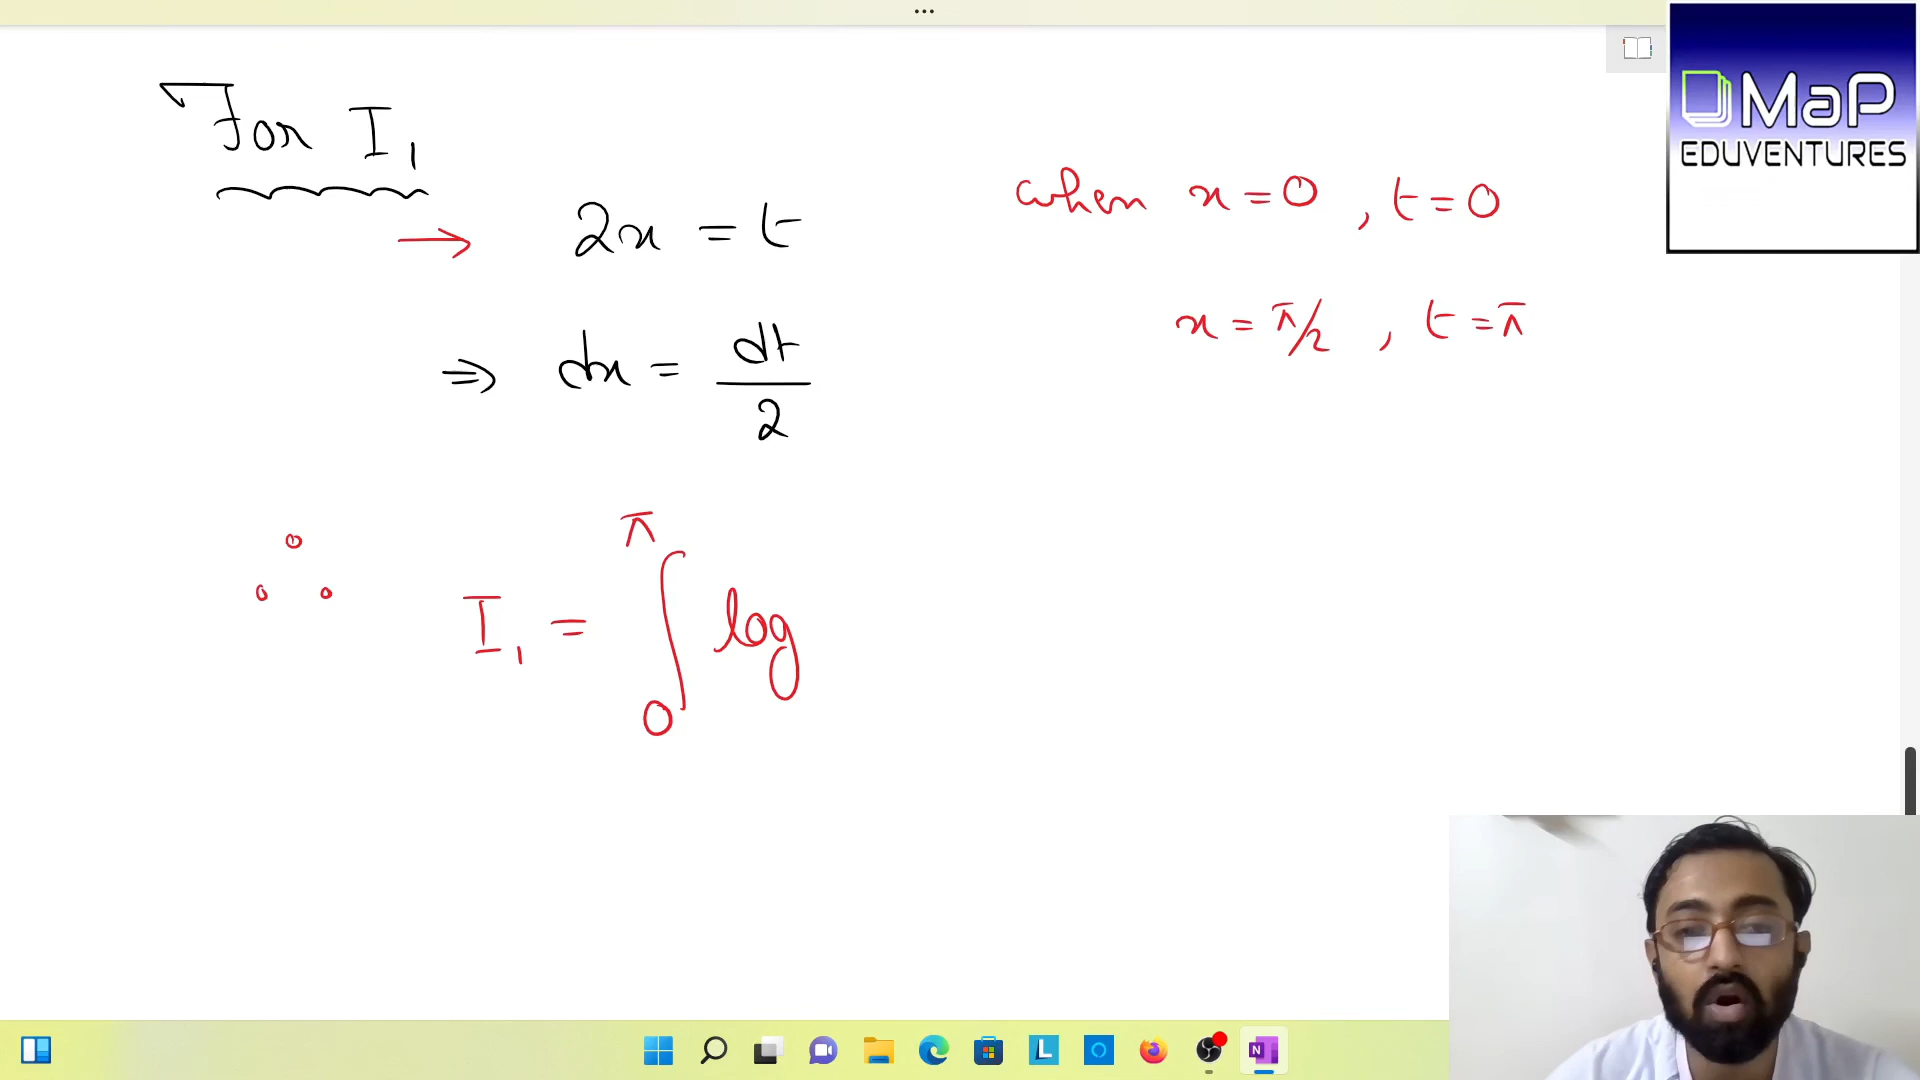 For I₁
2x = t
⇒ dx = dt/2
when x = 0, t = 0
x = π/2, t = π
∴ I₁ = ∫₀^π log
MaP
EDUVENTURES